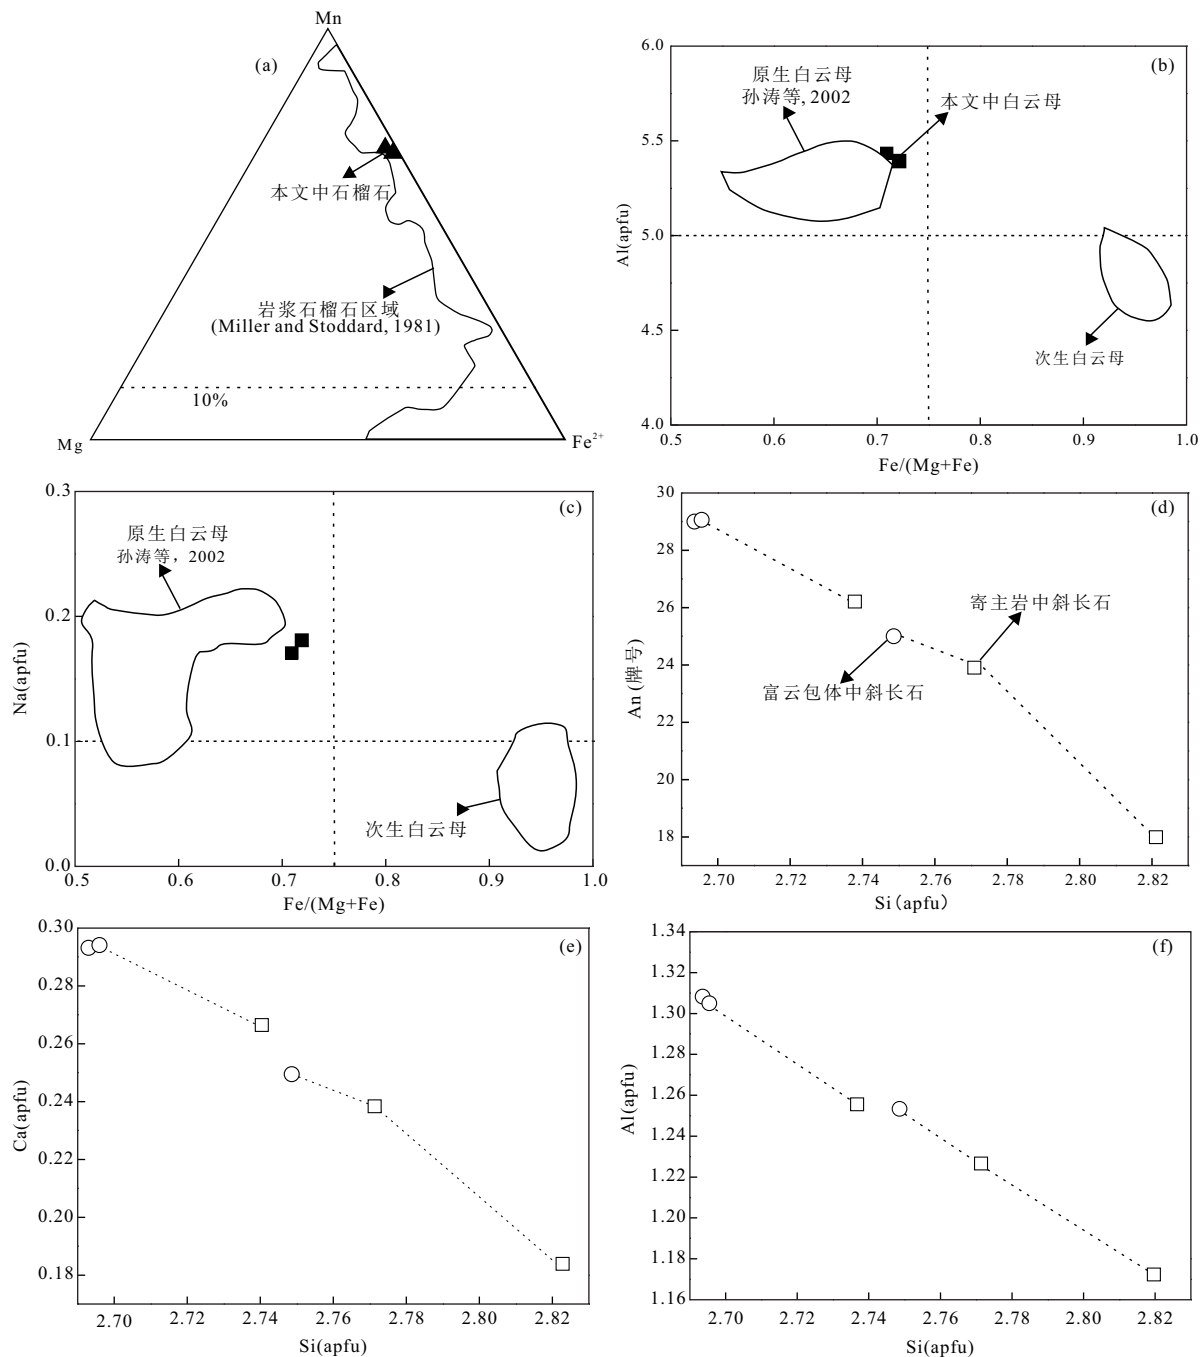 Mn
(a)
本文中石榴石
岩浆石榴石区域
(Miller and Stoddard, 1981)
10%
Mg
Fe²⁺
6.0
5.5
5.0
4.5
4.0
Al(apfu)
(b)
原生白云母
孙涛等, 2002
本文中白云母
次生白云母
0.5
0.6
0.7
0.8
0.9
1.0
Fe/(Mg+Fe)
0.3
0.2
0.1
0.0
Na(apfu)
(c)
原生白云母
孙涛等, 2002
次生白云母
0.5
0.6
0.7
0.8
0.9
1.0
Fe/(Mg+Fe)
30
28
26
24
22
20
18
An (牌号)
(d)
寄主岩中斜长石
富云包体中斜长石
2.70
2.72
2.74
2.76
2.78
2.80
2.82
Si(apfu)
0.30
0.28
0.26
0.24
0.22
0.20
0.18
Ca(apfu)
(e)
2.70
2.72
2.74
2.76
2.78
2.80
2.82
Si(apfu)
1.34
1.32
1.30
1.28
1.26
1.24
1.22
1.20
1.18
1.16
Al(apfu)
(f)
2.70
2.72
2.74
2.76
2.78
2.80
2.82
Si(apfu)